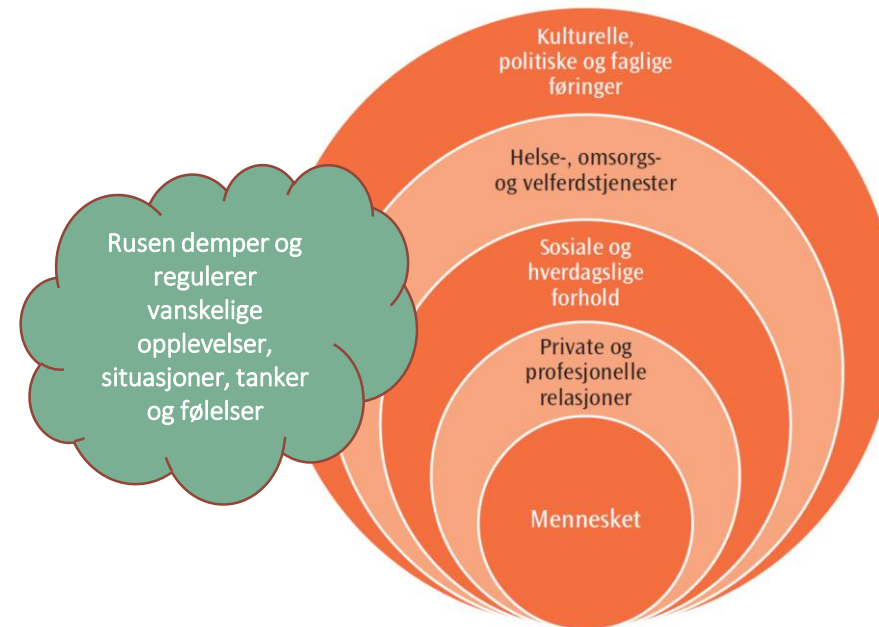 Kulturelle,
politiske og faglige
føringer
Helse-, omsorgs-
og velferdstjenester
Sosiale og
hverdagslige
forhold
Private og
profesjonelle
relasjoner
Mennesket
Rusen demper og
regulerer
vanskelige
opplevelser,
situasjoner, tanker
og følelser